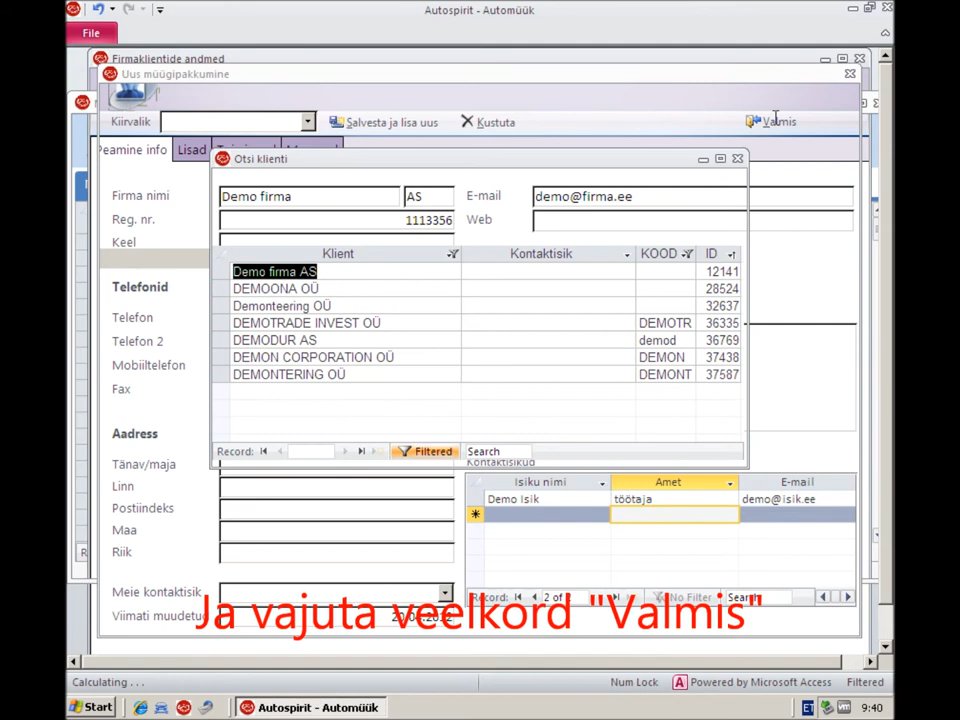 Autospirit - Automüük
File
Firmaklientide andmed
Uus müügipakkumine
Kiirvalik
Salvesta ja lisa uus
Kustuta
Valmis
Peamine info
Lisad
Otsi klienti
Firma nimi
Demo firma
AS
E-mail
demo@firma.ee
Reg. nr.
1113356
Web
Keel
Klient
Kontaktisik
KOOD
ID
Demo firma AS
12141
DEMOONA OÜ
28524
Demonteering OÜ
32637
DEMOTRADE INVEST OÜ
DEMOTR
36335
DEMODUR AS
demod
36769
DEMON CORPORATION OÜ
DEMON
37438
DEMONTERING OÜ
DEMONT
37587
Telefonid
Telefon
Telefon 2
Mobiiltelefon
Fax
Aadress
Record:
Filtered
Search
Kontaktisikud
Tänav/maja
Linn
Postiindeks
Maa
Riik
Isiku nimi
Amet
E-mail
Demo Isik
töötaja
demo@isik.ee
Meie kontaktisik
Viimati muudetud
Record:
2 of 2
No Filter
Search
Ja vajuta veelkord "Valmis"
Calculating . . .
Num Lock
Powered by Microsoft Access
Filtered
Start
Autospirit - Automüük
ET
9:40